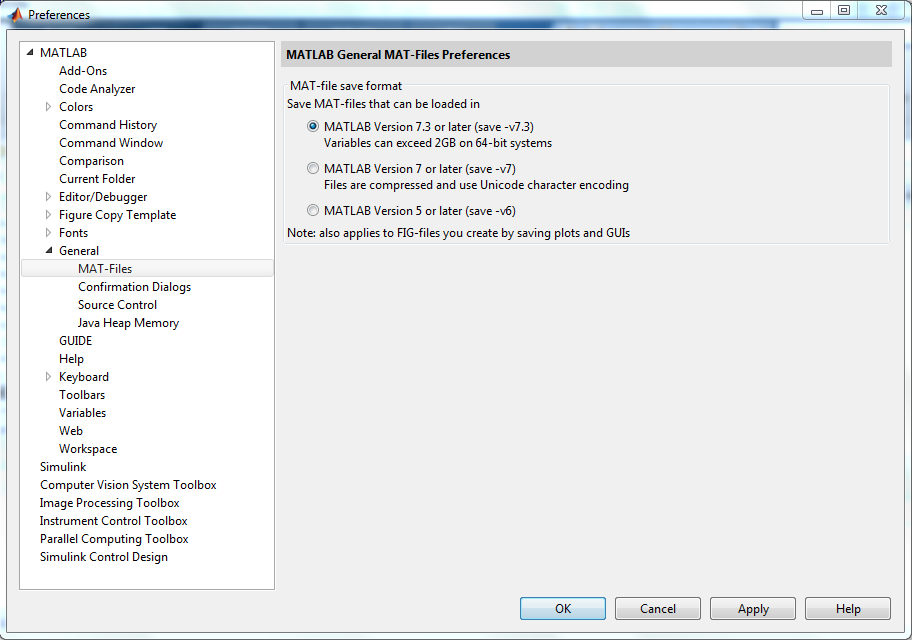 Preferences
MATLAB
Add-Ons
Code Analyzer
Colors
Command History
Command Window
Comparison
Current Folder
Editor/Debugger
Figure Copy Template
Fonts
General
MAT-Files
Confirmation Dialogs
Source Control
Java Heap Memory
GUIDE
Help
Keyboard
Toolbars
Variables
Web
Workspace
Simulink
Computer Vision System Toolbox
Image Processing Toolbox
Instrument Control Toolbox
Parallel Computing Toolbox
Simulink Control Design
MATLAB General MAT-Files Preferences
MAT-file save format
Save MAT-files that can be loaded in
MATLAB Version 7.3 or later (save -v7.3)
Variables can exceed 2GB on 64-bit systems
MATLAB Version 7 or later (save -v7)
Files are compressed and use Unicode character encoding
MATLAB Version 5 or later (save -v6)
Note: also applies to FIG-files you create by saving plots and GUIs
OK
Cancel
Apply
Help